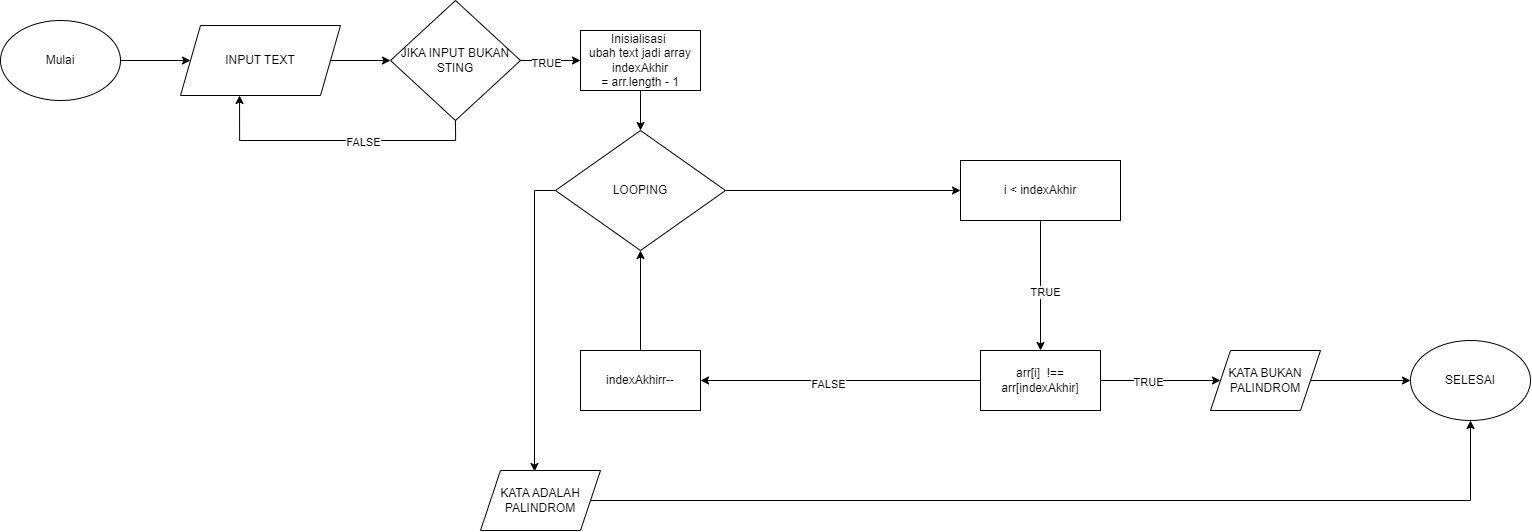 Mulai
INPUT TEXT
JIKA INPUT BUKAN
STING
TRUE
Inisialisasi
ubah text jadi array
indexAkhir
= arr.length - 1
FALSE
LOOPING
i < indexAkhir
TRUE
indexAkhirr--
FALSE
arr[i] !==
arr[indexAkhir]
TRUE
KATA BUKAN
PALINDROM
SELESAI
KATA ADALAH
PALINDROM